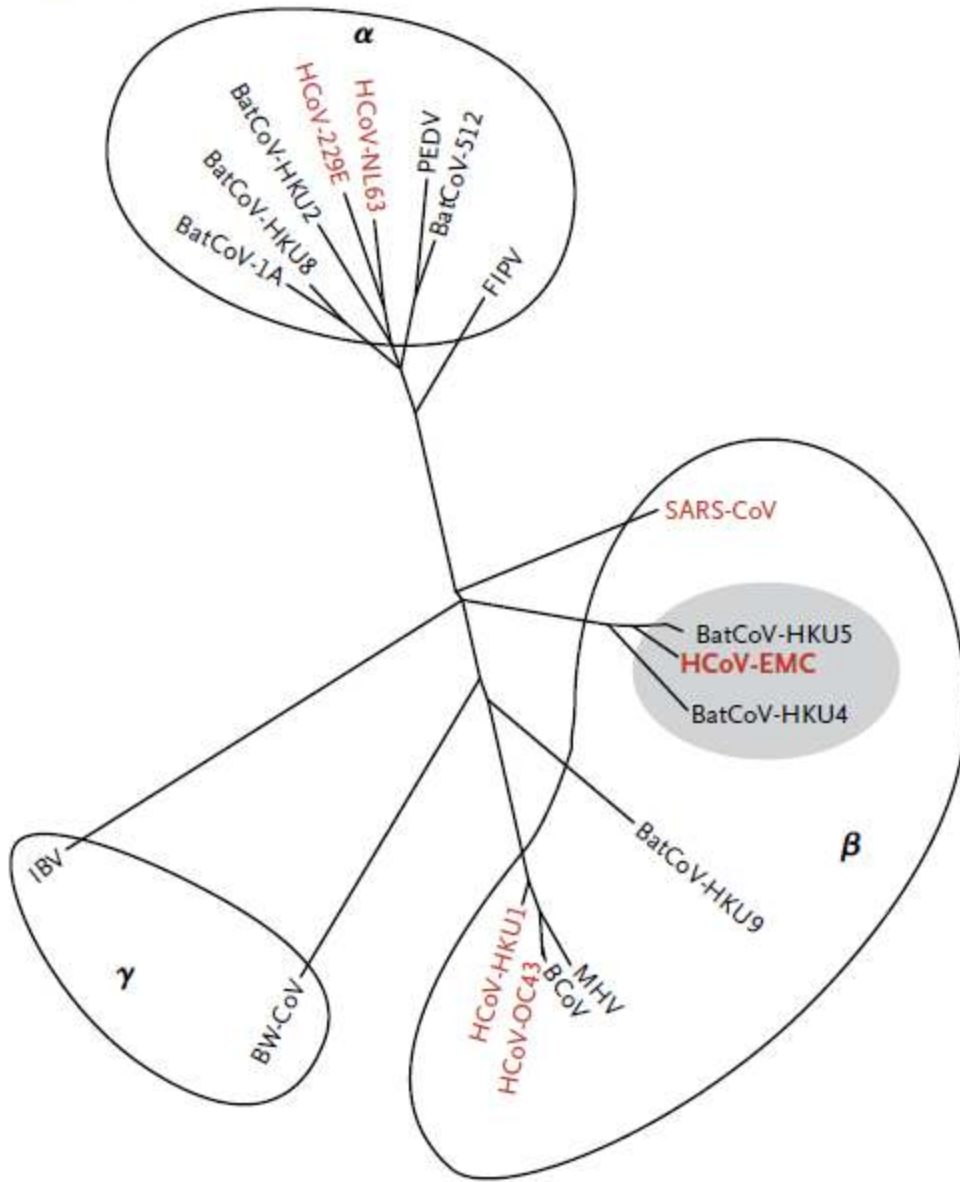 α
HCoV-NL63
HCoV-229E
BatCoV-HKU2
PEDV
BatCoV-512
BatCoV-HKU8
BatCoV-1A
FIPV
SARS-CoV
BatCoV-HKU5
HCoV-EMC
BatCoV-HKU4
BatCoV-HKU9
β
IBV
γ
BW-CoV
HCoV-HKU1
HCoV-OC43
BCoV
MHV